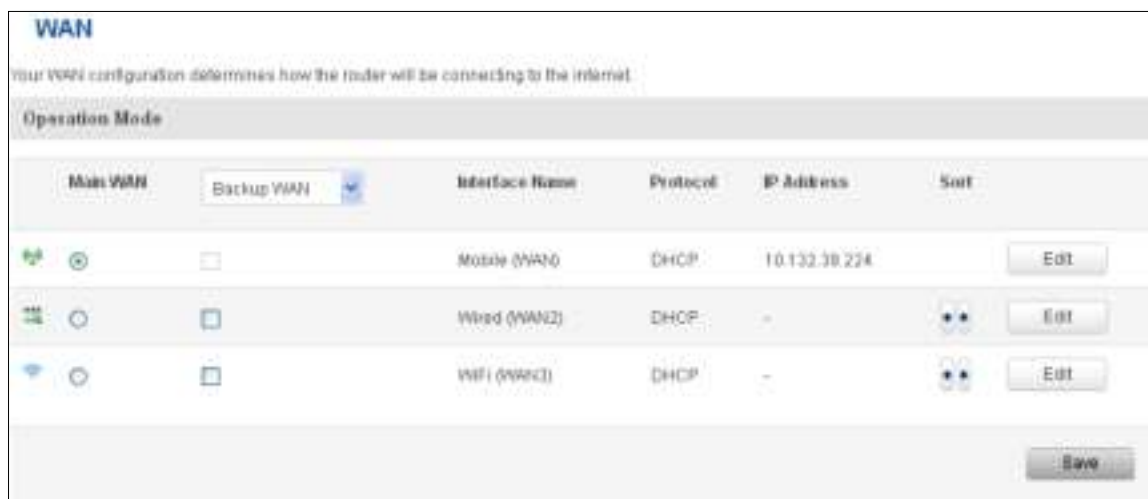 WAN
Your WAN configuration determines how the router will be connecting to the internet.
Operation Mode
Main WAN Backup WAN Interface Name Protocol IP Address Sort
Mobile (WAN) DHCP 10.132.38.224 Edit
Wired (WAN2) DHCP - Edit
WiFi (WAN3) DHCP - Edit
Save